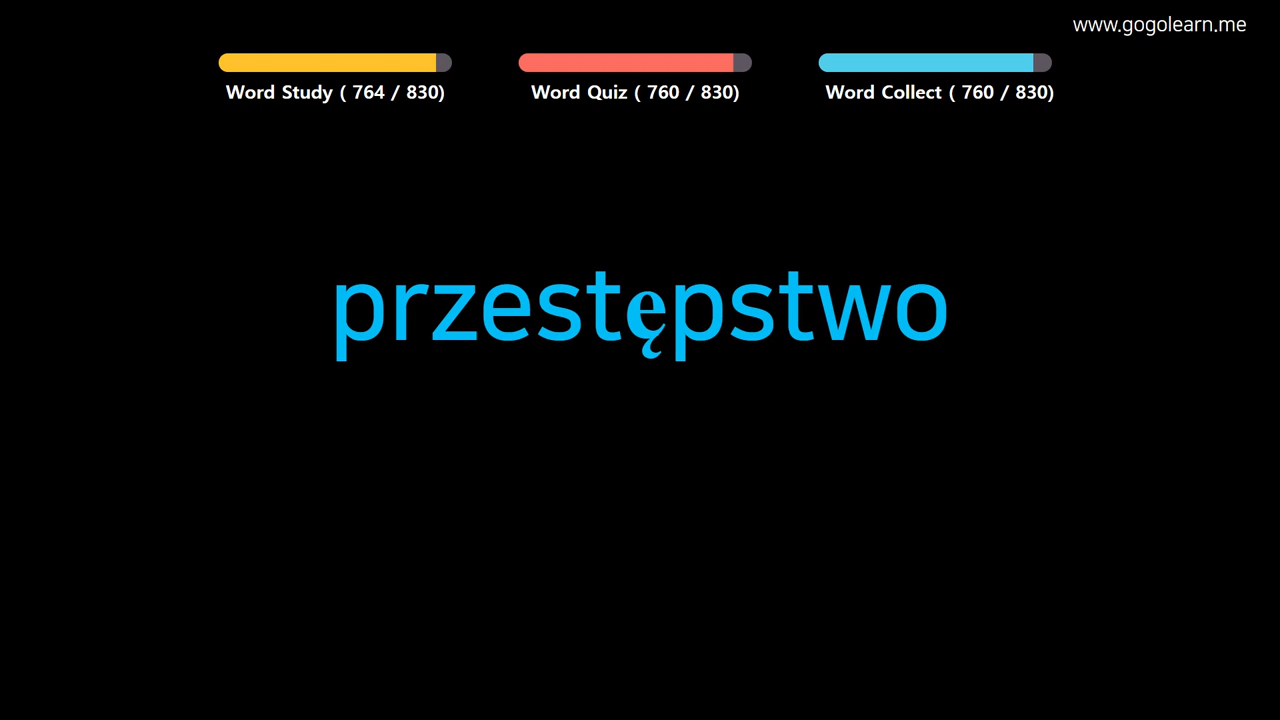 www.gogolearn.me
Word Study ( 764 / 830)
Word Quiz ( 760 / 830)
Word Collect ( 760 / 830)
przestępstwo